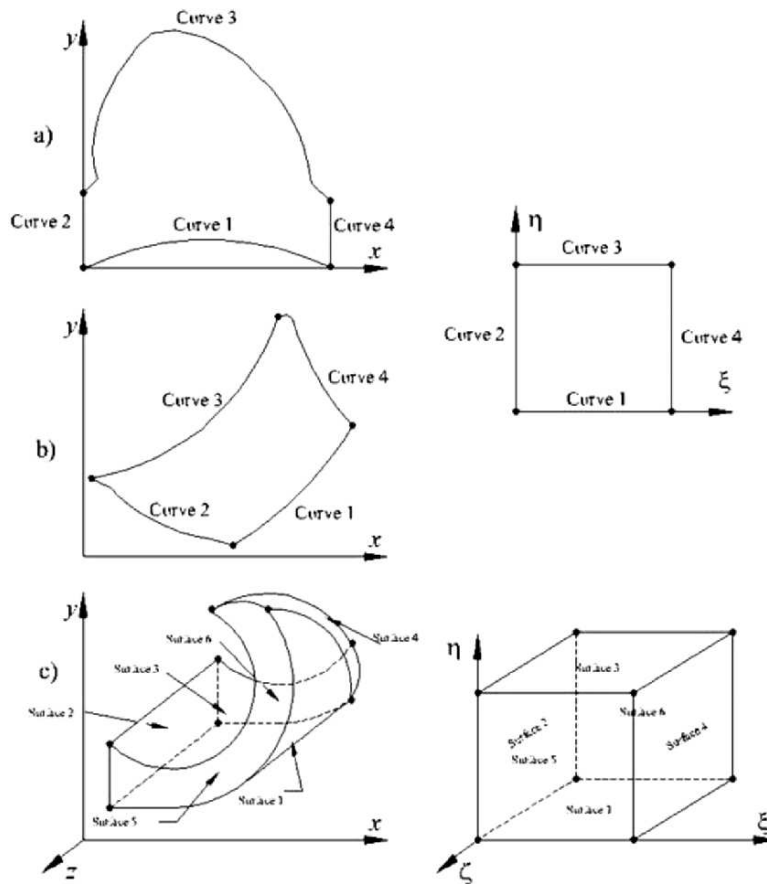 Curve 3
y
a)
Curve 2
Curve 1
Curve 4
x
η
Curve 3
Curve 2
Curve 4
Curve 1
ξ
y
Curve 3
Curve 4
b)
Curve 2
Curve 1
x
y
c)
Surface 6
Surface 4
Surface 3
Surface 2
Surface 5
Surface 1
x
z
η
Surface 3
Surface 6
Surface 2
Surface 4
Surface 5
Surface 1
ξ
ζ